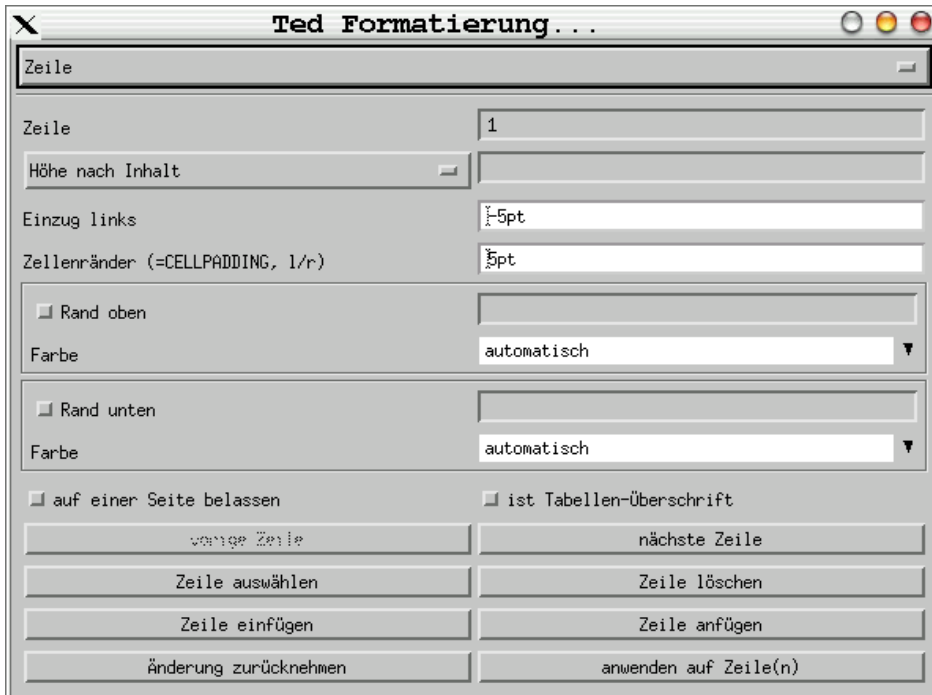 Ted Formatierung...
Zeile
Zeile 1
Höhe nach Inhalt
Einzug links -5pt
Zellenränder (=CELLPADDING, l/r) 5pt
Rand oben
Farbe automatisch
Rand unten
Farbe automatisch
auf einer Seite belassen ist Tabellen-Überschrift
vorige Zeile nächste Zeile
Zeile auswählen Zeile löschen
Zeile einfügen Zeile anfügen
Änderung zurücknehmen anwenden auf Zeile(n)